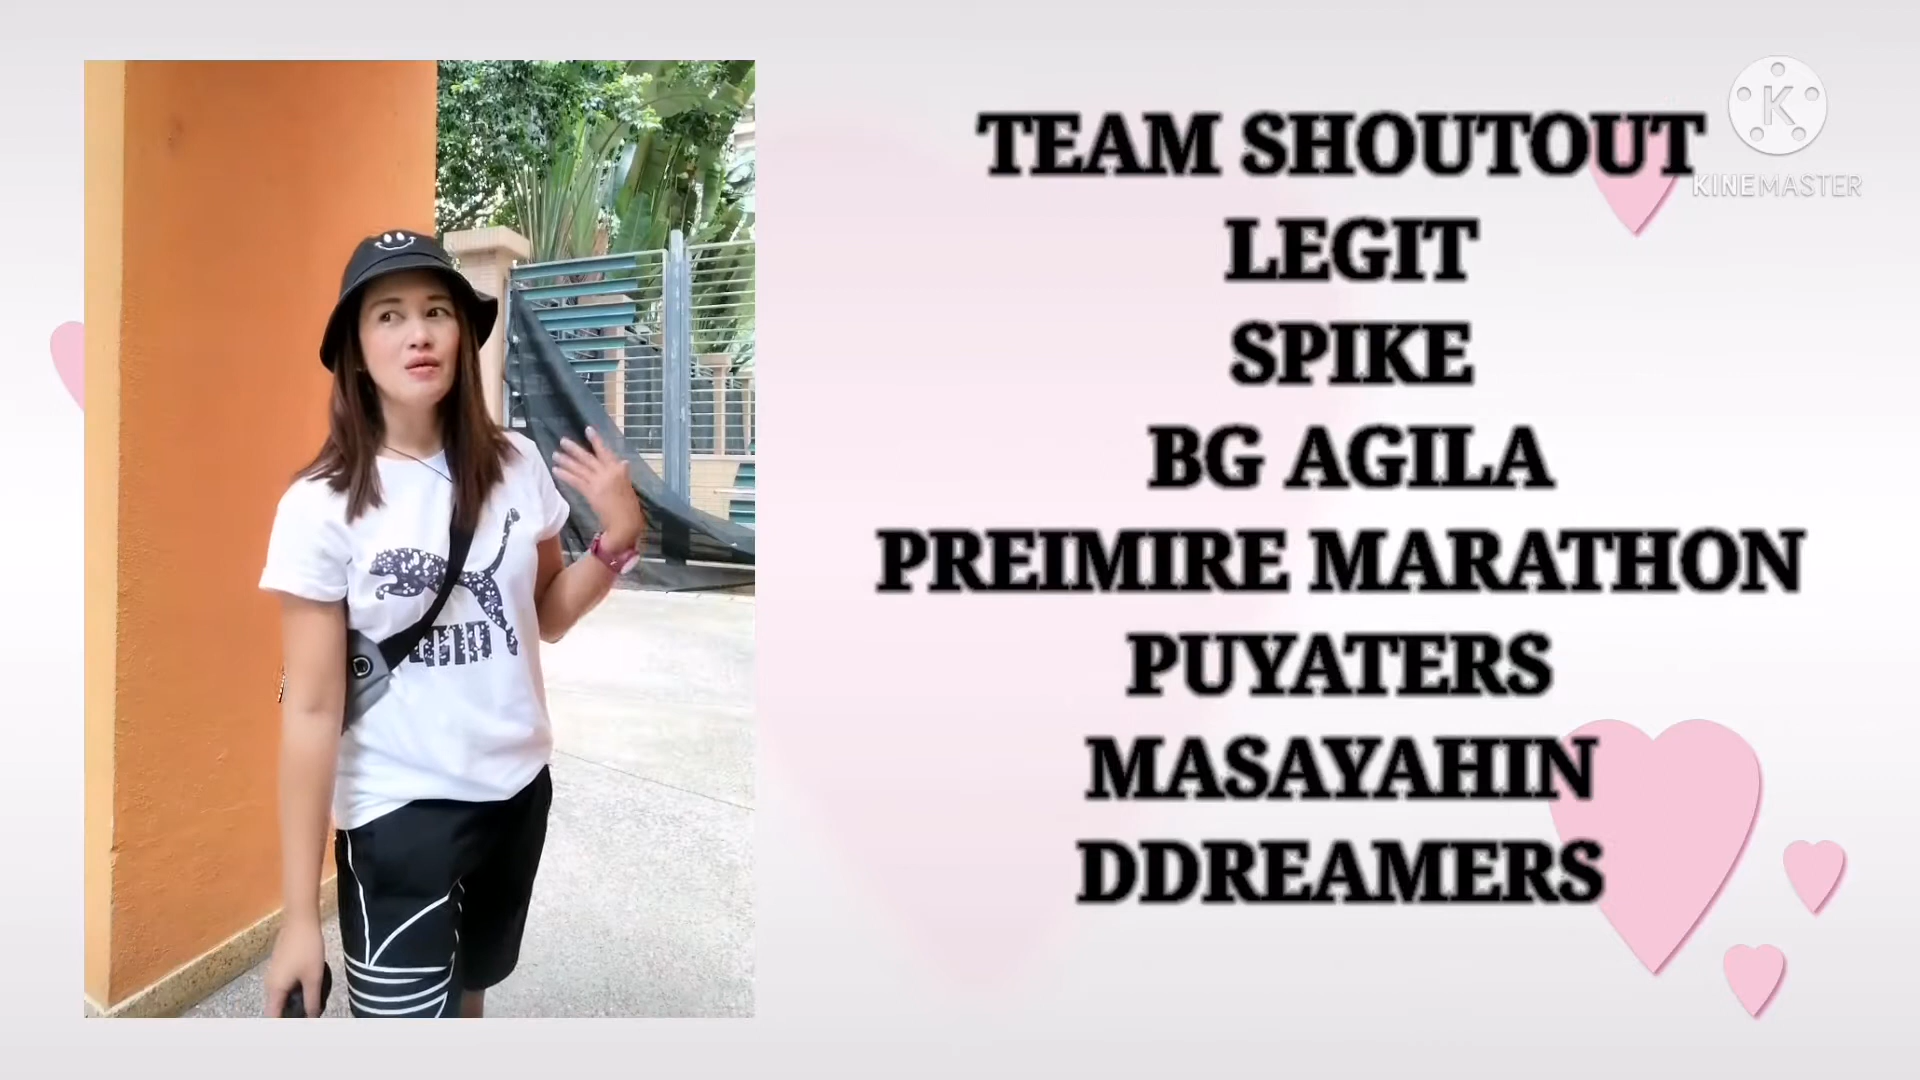 TEAM SHOUTOUT
LEGIT
SPIKE
BG AGILA
PREIMIRE MARATHON
PUYATERS
MASAYAHIN
DDREAMERS
K
KINEMASTER